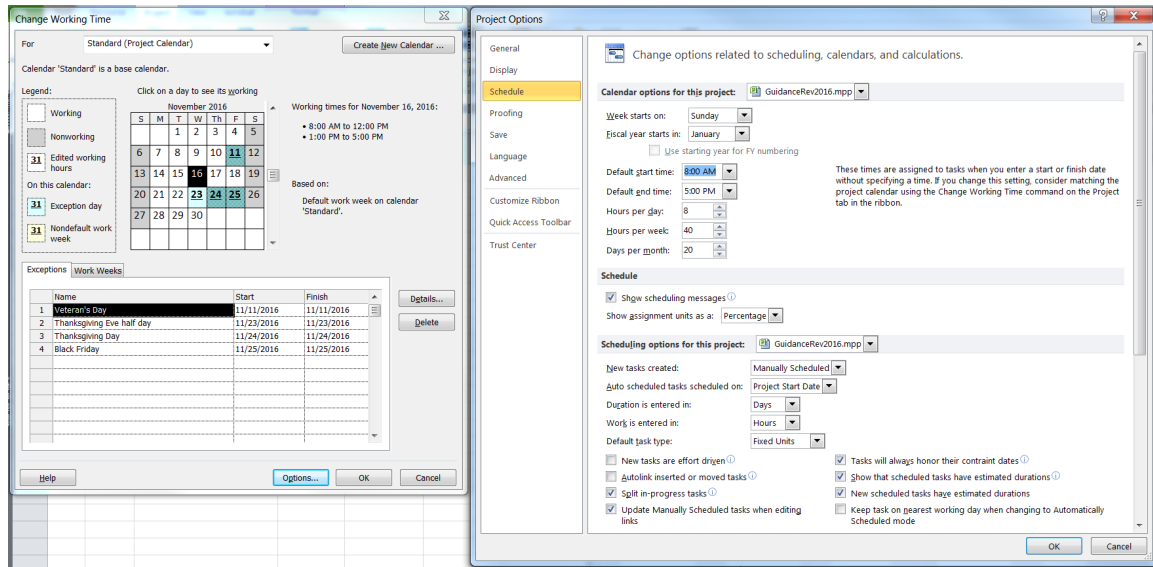 Change Working Time
For Standard (Project Calendar) Create New Calendar ...
Calendar 'Standard' is a base calendar.
Legend: Click on a day to see its working
Working
Nonworking
31 Edited working hours
On this calendar:
31 Exception day
31 Nondefault work week
November 2016
S M T W Th F S
1 2 3 4 5
6 7 8 9 10 11 12
13 14 15 16 17 18 19
20 21 22 23 24 25 26
27 28 29 30
Working times for November 16, 2016:
• 8:00 AM to 12:00 PM
• 1:00 PM to 5:00 PM
Based on:
Default work week on calendar
'Standard'.
Exceptions Work Weeks
Name Start Finish
1 Veteran's Day 11/11/2016 11/11/2016
2 Thanksgiving Eve half day 11/23/2016 11/23/2016
3 Thanksgiving Day 11/24/2016 11/24/2016
4 Black Friday 11/25/2016 11/25/2016
Details...
Delete
Help Options... OK Cancel
Project Options
General
Display
Schedule
Proofing
Save
Language
Advanced
Customize Ribbon
Quick Access Toolbar
Trust Center
Change options related to scheduling, calendars, and calculations.
Calendar options for this project: GuidanceRev2016.mpp
Week starts on: Sunday
Fiscal year starts in: January
Use starting year for FY numbering
Default start time: 8:00 AM
Default end time: 5:00 PM
Hours per day: 8
Hours per week: 40
Days per month: 20
These times are assigned to tasks when you enter a start or finish date
without specifying a time. If you change this setting, consider matching the
project calendar using the Change Working Time command on the Project
tab in the ribbon.
Schedule
Show scheduling messages
Show assignment units as a: Percentage
Scheduling options for this project: GuidanceRev2016.mpp
New tasks created: Manually Scheduled
Auto scheduled tasks scheduled on: Project Start Date
Duration is entered in: Days
Work is entered in: Hours
Default task type: Fixed Units
New tasks are effort driven Tasks will always honor their contraint dates
Autolink inserted or moved tasks Show that scheduled tasks have estimated durations
Split in-progress tasks New scheduled tasks have estimated durations
Update Manually Scheduled tasks when editing Keep task on nearest working day when changing to Automatically
links Scheduled mode
OK Cancel